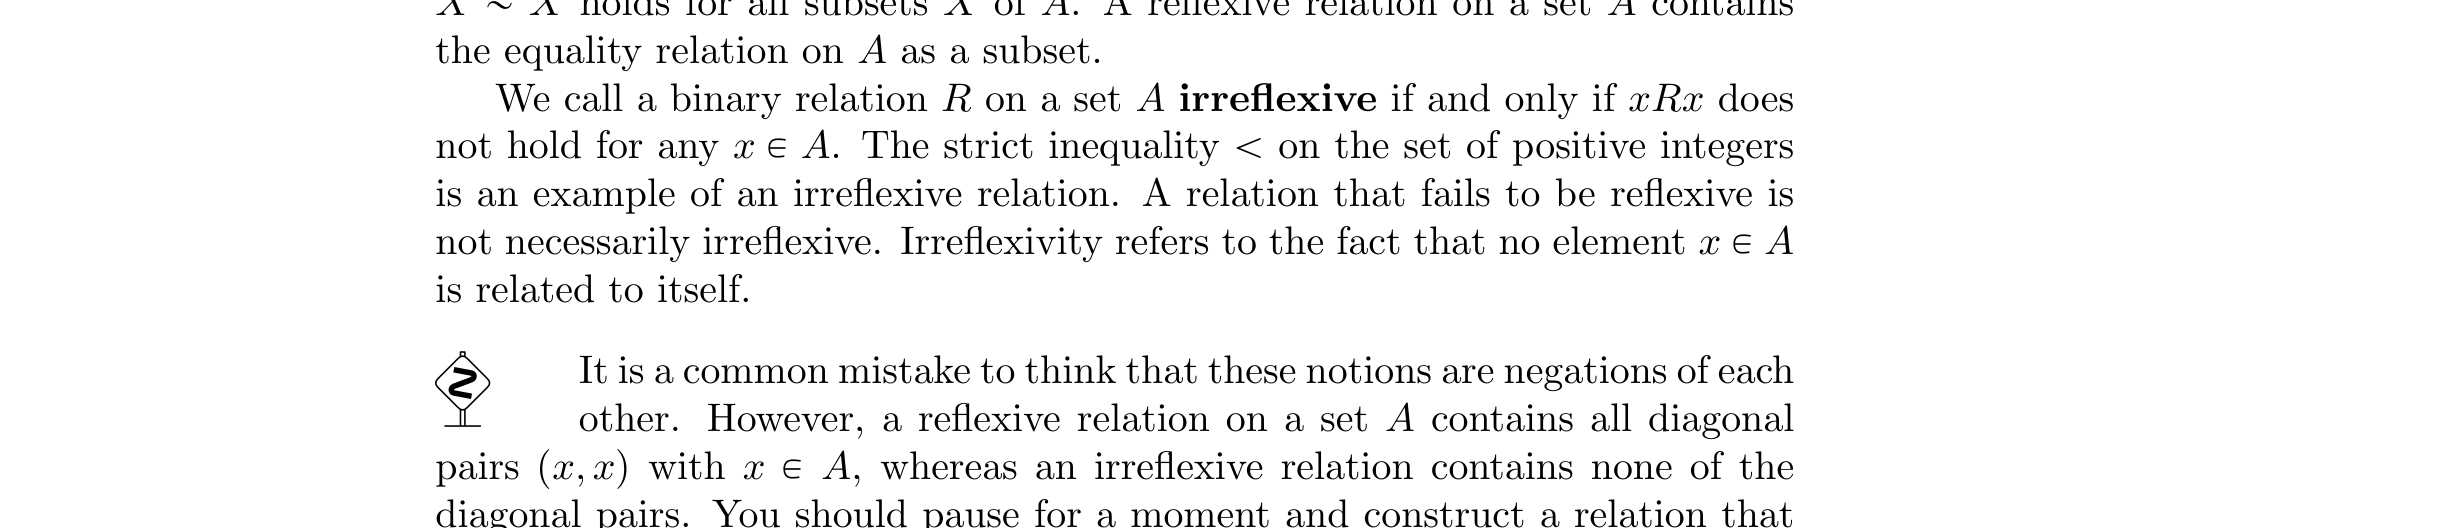 X ~ X holds for all subsets X of A. A reflexive relation on a set A contains
the equality relation on A as a subset.
We call a binary relation R on a set A irreflexive if and only if xRx does
not hold for any x ∈ A. The strict inequality < on the set of positive integers
is an example of an irreflexive relation. A relation that fails to be reflexive is
not necessarily irreflexive. Irreflexivity refers to the fact that no element x ∈ A
is related to itself.
It is a common mistake to think that these notions are negations of each
other. However, a reflexive relation on a set A contains all diagonal
pairs (x, x) with x ∈ A, whereas an irreflexive relation contains none of the
diagonal pairs. You should pause for a moment and construct a relation that